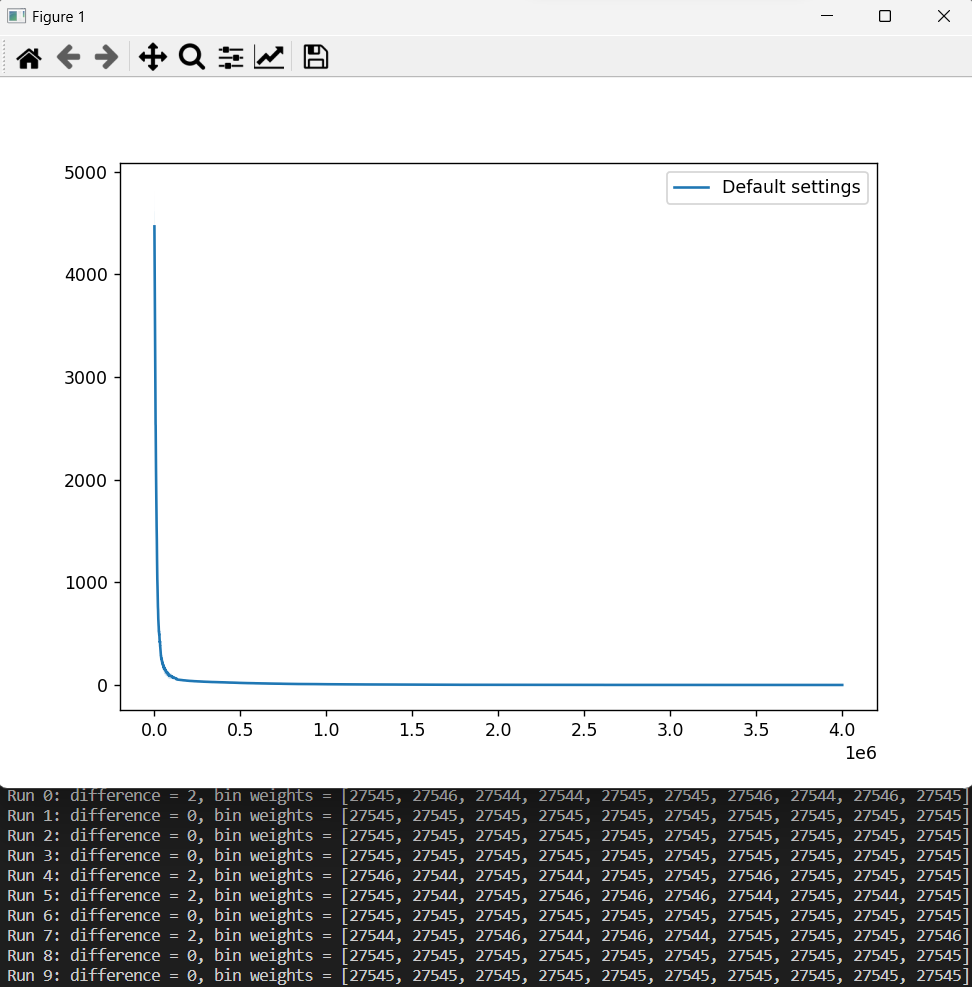 Figure 1
5000
Default settings
4000
3000
2000
1000
0
0.0 0.5 1.0 1.5 2.0 2.5 3.0 3.5 4.0
1e6
Run 0: difference = 2, bin weights = [27545, 27546, 27544, 27544, 27545, 27545, 27546, 27544, 27546, 27545]
Run 1: difference = 0, bin weights = [27545, 27545, 27545, 27545, 27545, 27545, 27545, 27545, 27545, 27545]
Run 2: difference = 0, bin weights = [27545, 27545, 27545, 27545, 27545, 27545, 27545, 27545, 27545, 27545]
Run 3: difference = 0, bin weights = [27545, 27545, 27545, 27545, 27545, 27545, 27545, 27545, 27545, 27545]
Run 4: difference = 2, bin weights = [27546, 27544, 27545, 27544, 27545, 27545, 27546, 27545, 27545, 27545]
Run 5: difference = 2, bin weights = [27545, 27544, 27545, 27546, 27546, 27546, 27544, 27545, 27544, 27545]
Run 6: difference = 0, bin weights = [27545, 27545, 27545, 27545, 27545, 27545, 27545, 27545, 27545, 27545]
Run 7: difference = 2, bin weights = [27544, 27545, 27546, 27544, 27546, 27544, 27545, 27545, 27545, 27546]
Run 8: difference = 0, bin weights = [27545, 27545, 27545, 27545, 27545, 27545, 27545, 27545, 27545, 27545]
Run 9: difference = 0, bin weights = [27545, 27545, 27545, 27545, 27545, 27545, 27545, 27545, 27545, 27545]